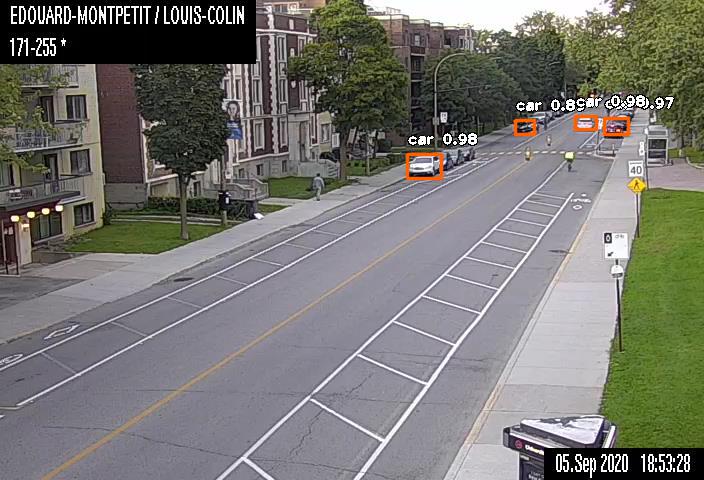 EDOUARD-MONTPETIT / LOUIS-COLIN
171-255 *
car 0.98
car 0.89
car 0.98
0.97
40
05.Sep 2020 18:53:28